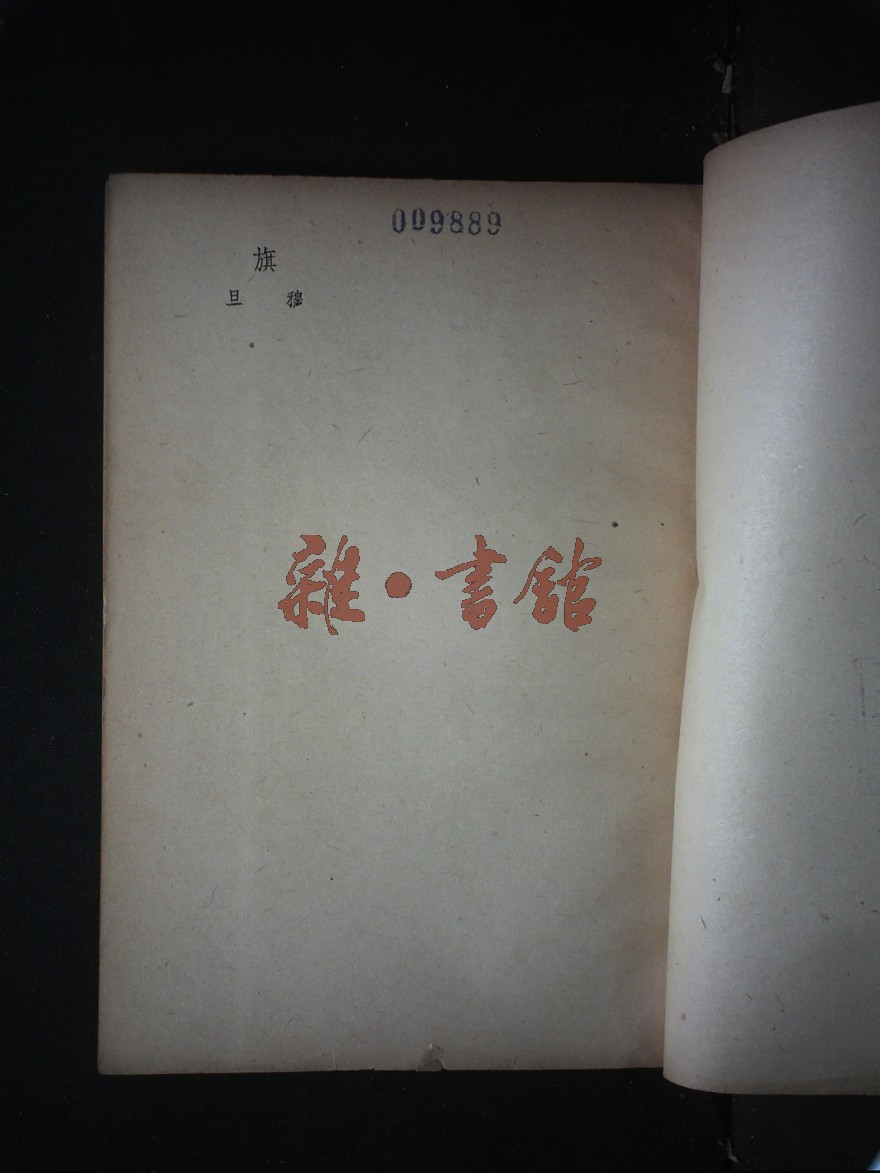 009889
旗
旦 穆
雜·書館